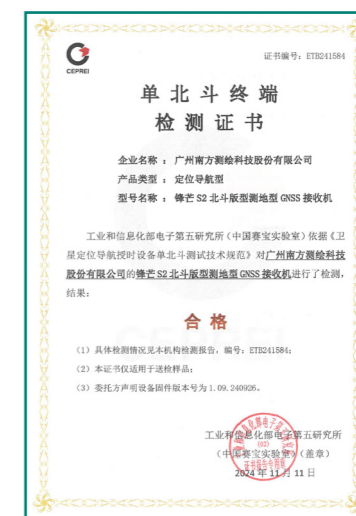 CEPREI
证书编号：ETB241584
单北斗终端
检测证书
企业名称：广州南方测绘科技股份有限公司
产品类型：定位导航型
型号名称：锋芒 S2 北斗版型测地型 GNSS 接收机
工业和信息化部电子第五研究所（中国赛宝实验室）依据《卫
星定位导航授时设备单北斗测试技术规范》对广州南方测绘科技
股份有限公司的锋芒 S2 北斗版型测地型 GNSS 接收机进行了检测，
结果：
合格
（1）具体检测情况见本机构检测报告，编号：ETB241584；
（2）本证书仅适用于送检样品；
（3）委托方声明设备固件版本号为 1.09.240926。
工业和信息化部电子第五研究所
（中国赛宝实验室）（盖章）
2024 年 11 月 11 日